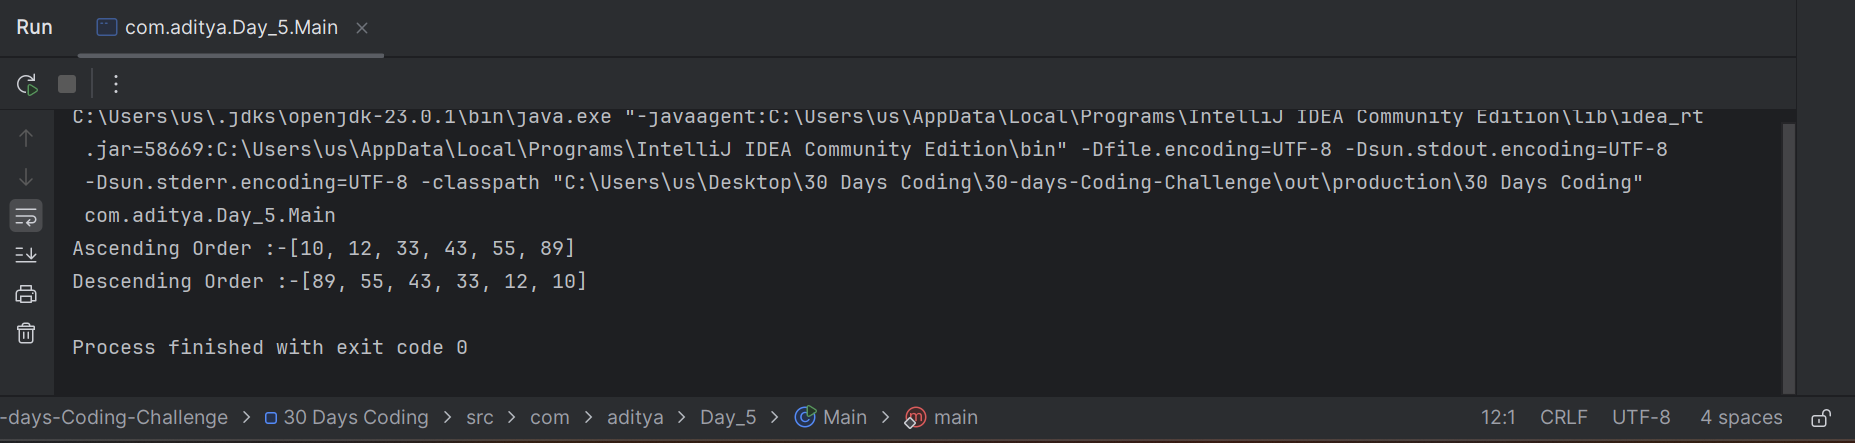 Run com.aditya.Day_5.Main
C:\Users\us\.jdks\openjdk-23.0.1\bin\java.exe "-javaagent:C:\Users\us\AppData\Local\Programs\IntelliJ IDEA Community Edition\lib\idea_rt
.jar=58669:C:\Users\us\AppData\Local\Programs\IntelliJ IDEA Community Edition\bin" -Dfile.encoding=UTF-8 -Dsun.stdout.encoding=UTF-8
-Dsun.stderr.encoding=UTF-8 -classpath "C:\Users\us\Desktop\30 Days Coding\30-days-Coding-Challenge\out\production\30 Days Coding"
com.aditya.Day_5.Main
Ascending Order :-[10, 12, 33, 43, 55, 89]
Descending Order :-[89, 55, 43, 33, 12, 10]
Process finished with exit code 0
-days-Coding-Challenge > 30 Days Coding > src > com > aditya > Day_5 > Main > main 12:1 CRLF UTF-8 4 spaces